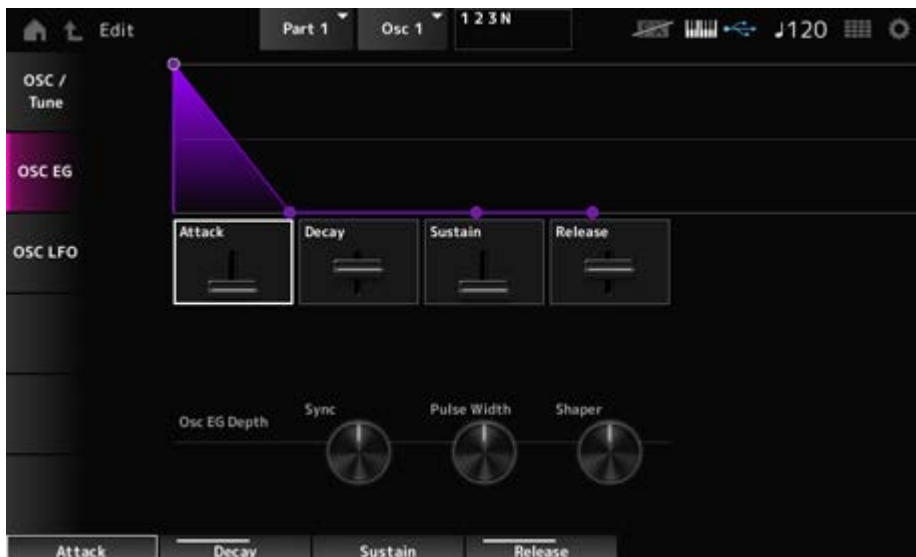 Edit
Part 1
Osc 1
1 2 3 N
♩120
OSC /
Tune
OSC EG
OSC LFO
Attack
Decay
Sustain
Release
Osc EG Depth
Sync
Pulse Width
Shaper
Attack
Decay
Sustain
Release